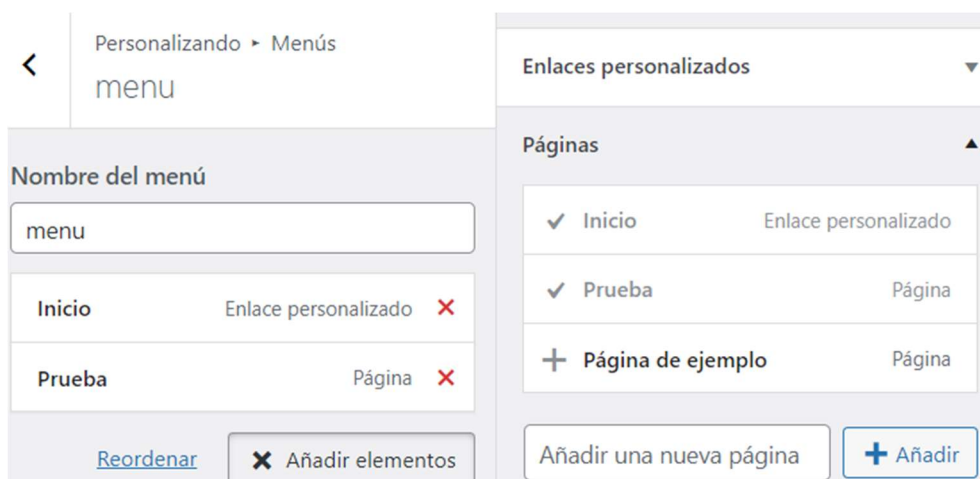 Personalizando ▸ Menús
menu
Nombre del menú
menu
Inicio Enlace personalizado
Prueba Página
Reordenar Añadir elementos
Enlaces personalizados
Páginas
Inicio Enlace personalizado
Prueba Página
Página de ejemplo Página
Añadir una nueva página Añadir